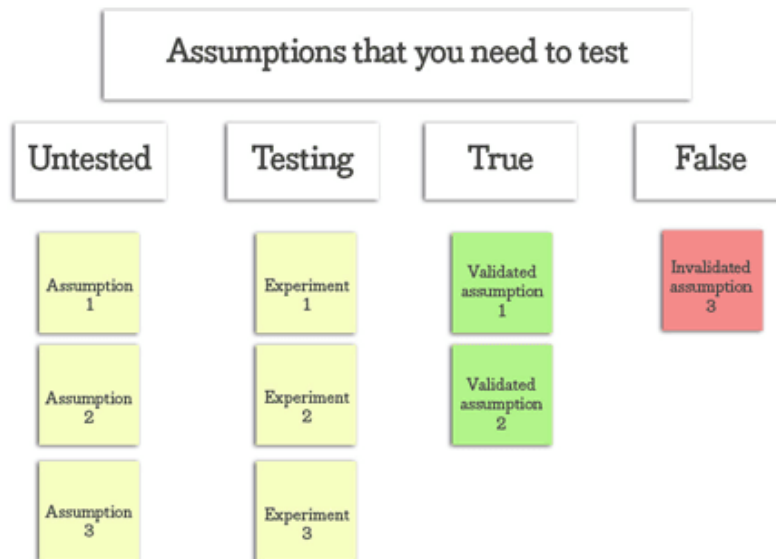 Assumptions that you need to test
Untested
Testing
True
False
Assumption
1
Experiment
1
Validated
assumption
1
Invalidated
assumption
3
Assumption
2
Experiment
2
Validated
assumption
2
Assumption
3
Experiment
3